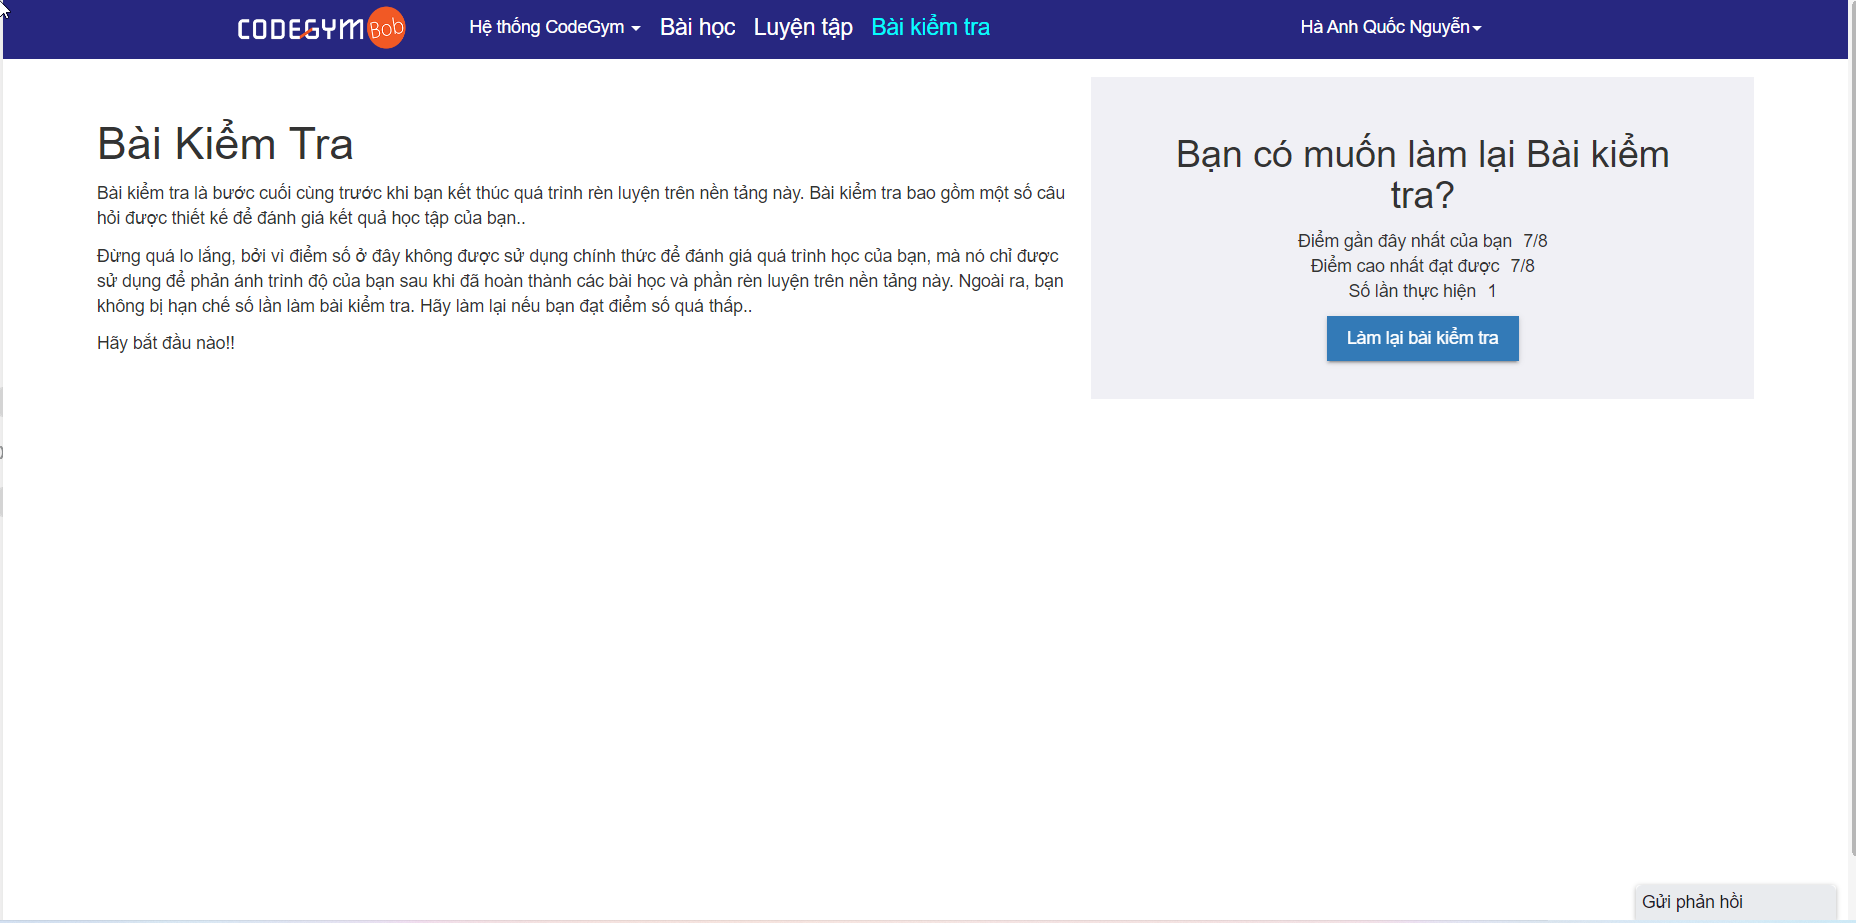 CODEGYM Bob
Hệ thống CodeGym
Bài học
Luyện tập
Bài kiểm tra
Hà Anh Quốc Nguyễn
Bài Kiểm Tra
Bài kiểm tra là bước cuối cùng trước khi bạn kết thúc quá trình rèn luyện trên nền tảng này. Bài kiểm tra bao gồm một số câu
hỏi được thiết kế để đánh giá kết quả học tập của bạn..
Đừng quá lo lắng, bởi vì điểm số ở đây không được sử dụng chính thức để đánh giá quá trình học của bạn, mà nó chỉ được
sử dụng để phản ánh trình độ của bạn sau khi đã hoàn thành các bài học và phần rèn luyện trên nền tảng này. Ngoài ra, bạn
không bị hạn chế số lần làm bài kiểm tra. Hãy làm lại nếu bạn đạt điểm số quá thấp..
Hãy bắt đầu nào!!
Bạn có muốn làm lại Bài kiểm
tra?
Điểm gần đây nhất của bạn 7/8
Điểm cao nhất đạt được 7/8
Số lần thực hiện 1
Làm lại bài kiểm tra
Gửi phản hồi